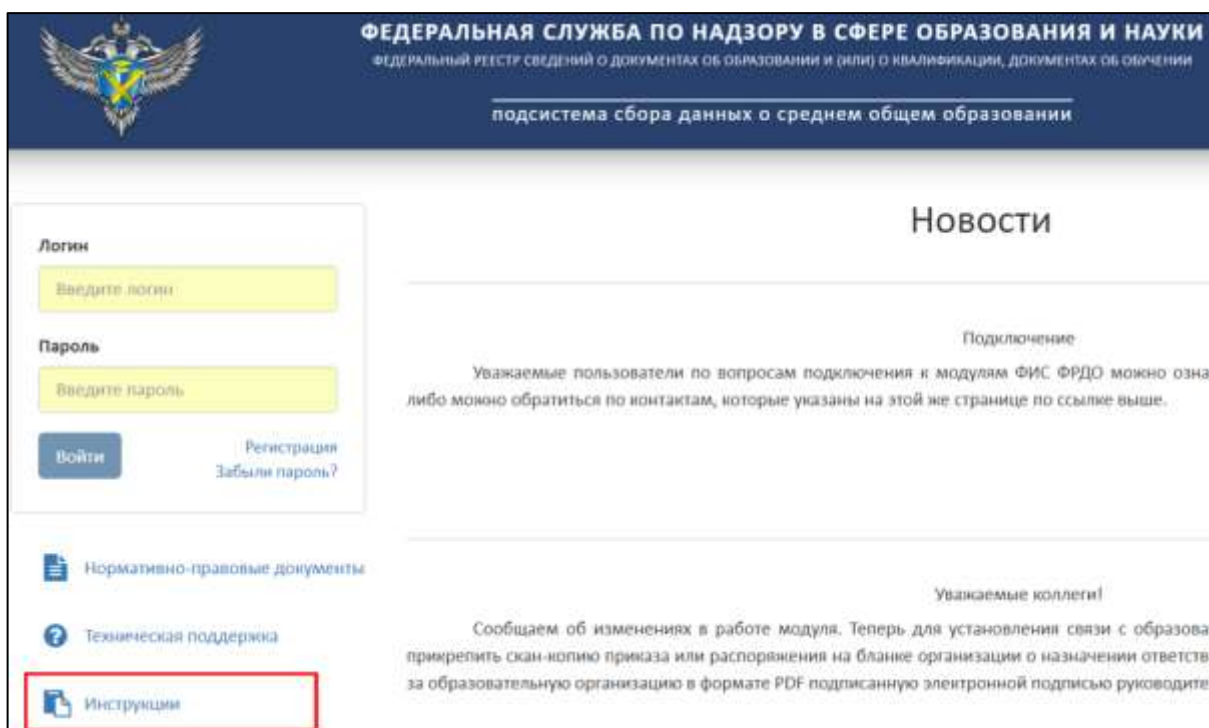 ФЕДЕРАЛЬНАЯ СЛУЖБА ПО НАДЗОРУ В СФЕРЕ ОБРАЗОВАНИЯ И НАУКИ
ФЕДЕРАЛЬНЫЙ РЕЕСТР СВЕДЕНИЙ О ДОКУМЕНТАХ ОБ ОБРАЗОВАНИИ И (ИЛИ) О КВАЛИФИКАЦИИ, ДОКУМЕНТАХ ОБ ОБУЧЕНИИ
подсистема сбора данных о среднем общем образовании
Логин
Введите логин
Пароль
Введите пароль
Войти
Регистрация
Забыли пароль?
Нормативно-правовые документы
Техническая поддержка
Инструкции
Новости
Подключение
Уважаемые пользователи по вопросам подключения к модулям ФИС ФРДО можно озна
либо можно обратиться по контактам, которые указаны на этой же странице по ссылке выше.
Уважаемые коллеги!
Сообщаем об изменениях в работе модуля. Теперь для установления связи с образова
прикрепить скан-копию приказа или распоряжения на бланке организации о назначении ответств
за образовательную организацию в формате PDF подписанную электронной подписью руководите